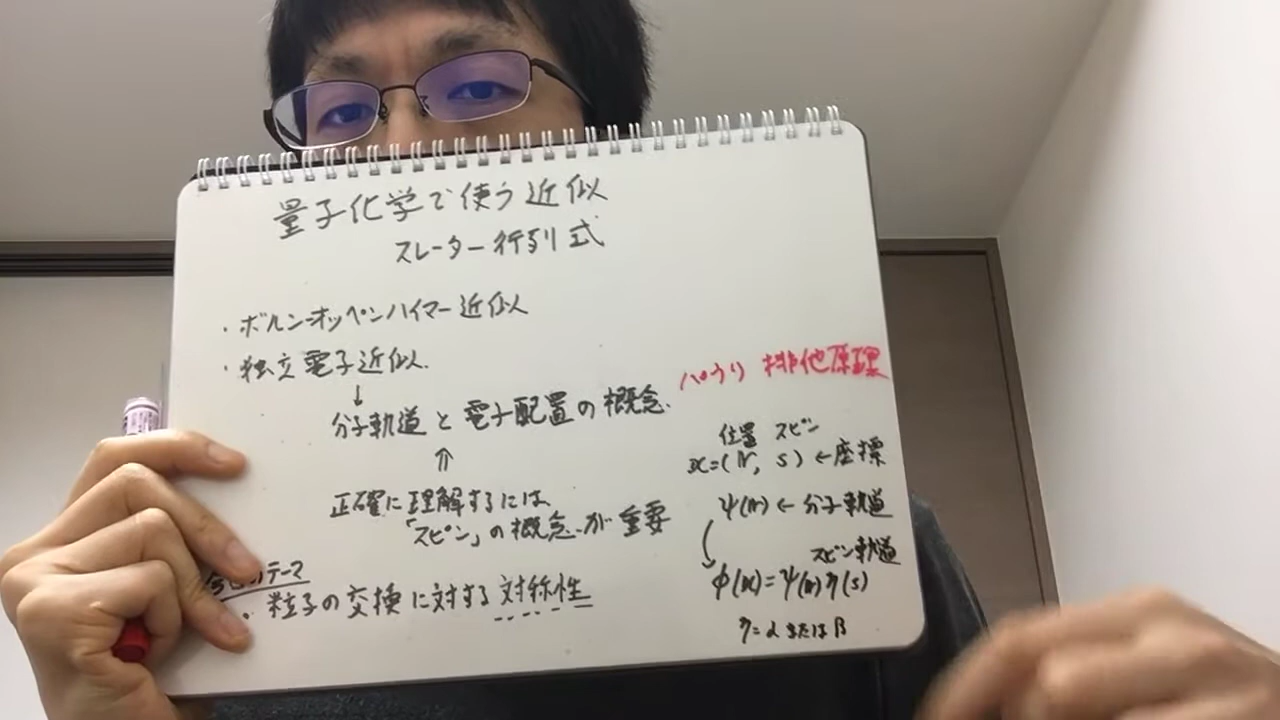 量子化学で使う近似
スレーター行列式
・ボルン-オッペンハイマー近似
・独立電子近似.
↓
分子軌道と電子配置の概念.
⇑
正確に理解するには
「スピン」の概念が重要
のテーマ
粒子の交換に対する対称性
パウリ 排他原理
位置 スピン
x=(r, s) ←座標
ψ(r) ← 分子軌道
スピン軌道
φ(x)=ψ(r)η(s)
η=α または β